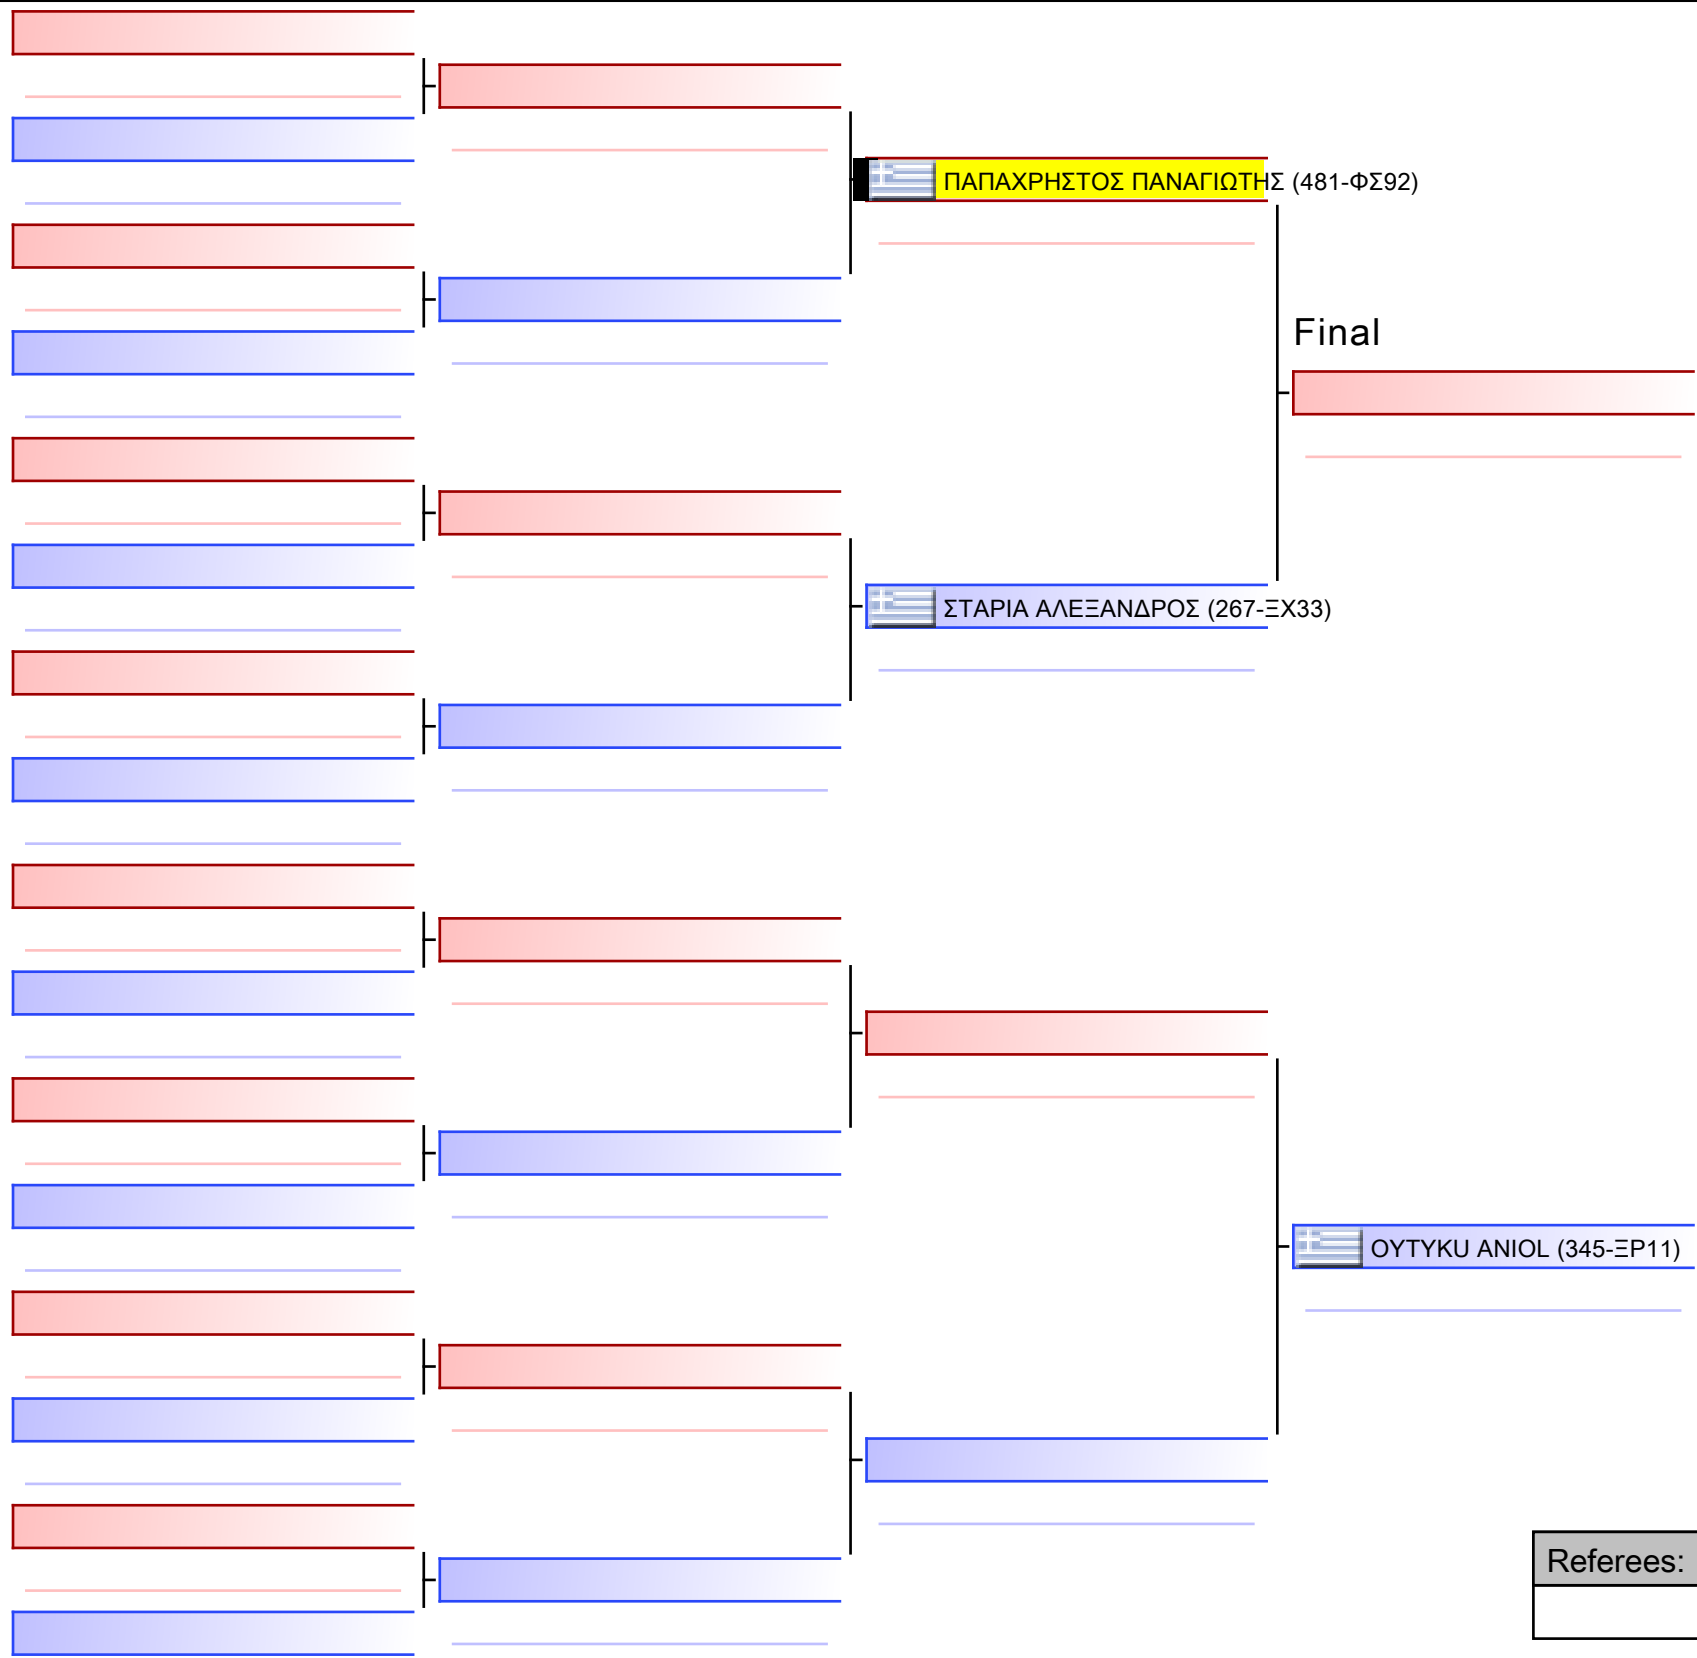 ΠΑΠΑΧΡΗΣΤΟΣ ΠΑΝΑΓΙΩΤΗΣ (481-ΦΣ92)
Final
ΣΤΑΡΙΑ ΑΛΕΞΑΝΔΡΟΣ (267-ΞΧ33)
OYTYKU ANIOL (345-ΞΡ11)
Referees: